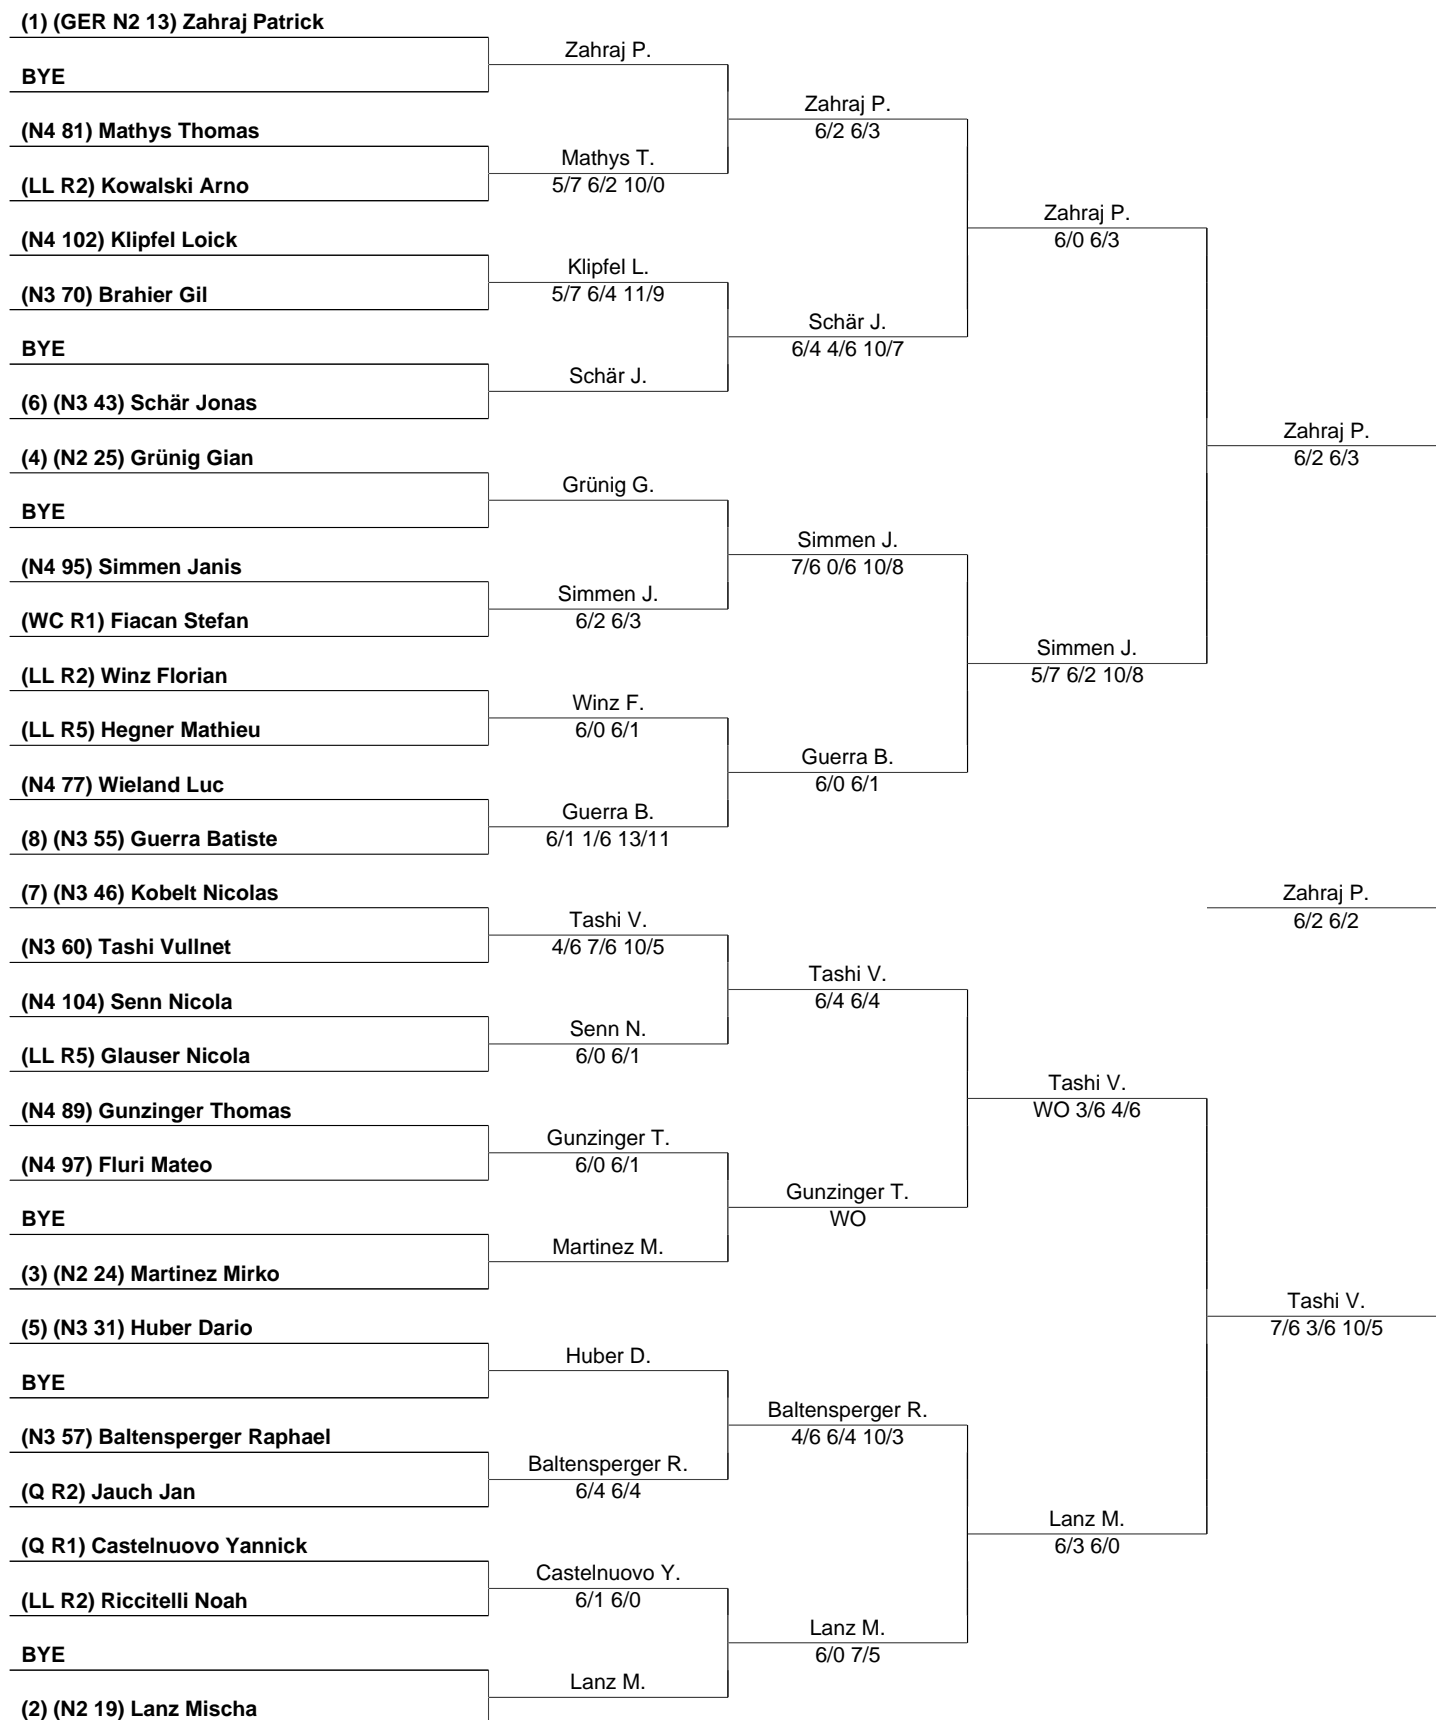 (1) (GER N2 13) Zahraj Patrick
BYE
(N4 81) Mathys Thomas
(LL R2) Kowalski Arno
(N4 102) Klipfel Loick
(N3 70) Brahier Gil
BYE
(6) (N3 43) Schär Jonas
(4) (N2 25) Grünig Gian
BYE
(N4 95) Simmen Janis
(WC R1) Fiacan Stefan
(LL R2) Winz Florian
(LL R5) Hegner Mathieu
(N4 77) Wieland Luc
(8) (N3 55) Guerra Batiste
(7) (N3 46) Kobelt Nicolas
(N3 60) Tashi Vullnet
(N4 104) Senn Nicola
(LL R5) Glauser Nicola
(N4 89) Gunzinger Thomas
(N4 97) Fluri Mateo
BYE
(3) (N2 24) Martinez Mirko
(5) (N3 31) Huber Dario
BYE
(N3 57) Baltensperger Raphael
(Q R2) Jauch Jan
(Q R1) Castelnuovo Yannick
(LL R2) Riccitelli Noah
BYE
(2) (N2 19) Lanz Mischa
Zahraj P.
Mathys T.
5/7 6/2 10/0
Klipfel L.
5/7 6/4 11/9
Schär J.
Grünig G.
Simmen J.
6/2 6/3
Winz F.
6/0 6/1
Guerra B.
6/1 1/6 13/11
Tashi V.
4/6 7/6 10/5
Senn N.
6/0 6/1
Gunzinger T.
6/0 6/1
Martinez M.
Huber D.
Baltensperger R.
6/4 6/4
Castelnuovo Y.
6/1 6/0
Lanz M.
Zahraj P.
6/2 6/3
Schär J.
6/4 4/6 10/7
Simmen J.
7/6 0/6 10/8
Guerra B.
6/0 6/1
Tashi V.
6/4 6/4
Gunzinger T.
WO
Baltensperger R.
4/6 6/4 10/3
Lanz M.
6/0 7/5
Zahraj P.
6/0 6/3
Simmen J.
5/7 6/2 10/8
Tashi V.
WO 3/6 4/6
Lanz M.
6/3 6/0
Zahraj P.
6/2 6/3
Zahraj P.
6/2 6/2
Tashi V.
7/6 3/6 10/5